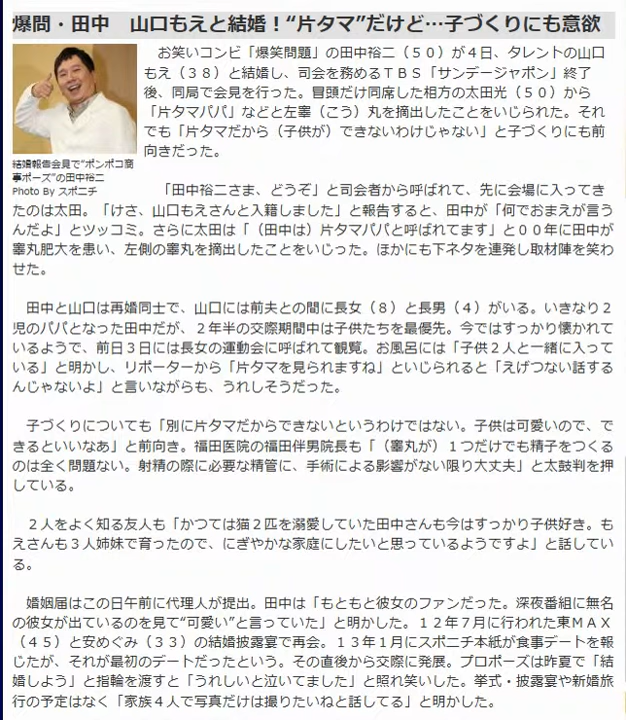 爆問・田中　山口もえと結婚！“片タマ”だけど…子づくりにも意欲
　お笑いコンビ「爆笑問題」の田中裕二（５０）が４日、タレントの山口
もえ（３８）と結婚し、司会を務めるＴＢＳ「サンデージャポン」終了
後、同局で会見を行った。冒頭だけ同席した相方の太田光（５０）から
「片タマパパ」などと左睾（こう）丸を摘出したことをいじられた。それ
でも「片タマだから（子供が）できないわけじゃない」と子づくりにも前
向きだった。
結婚報告会見で“ポンポコ商
事ポーズ”の田中裕二
Photo By スポニチ
　「田中裕二さま、どうぞ」と司会者から呼ばれて、先に会場に入ってき
たのは太田。「けさ、山口もえさんと入籍しました」と報告すると、田中が「何でおまえが言う
んだよ」とツッコミ。さらに太田は「（田中は）片タマパパと呼ばれてます」と００年に田中が
睾丸肥大を患い、左側の睾丸を摘出したことをいじった。ほかにも下ネタを連発し取材陣を笑わ
せた。
　田中と山口は再婚同士で、山口には前夫との間に長女（８）と長男（４）がいる。いきなり２
児のパパとなった田中だが、２年半の交際期間中は子供たちを最優先。今ではすっかり懐かれて
いるようで、前日３日には長女の運動会に呼ばれて観覧。お風呂には「子供２人と一緒に入って
いる」と明かし、リポーターから「片タマを見られますね」といじられると「えげつない話する
んじゃないよ」と言いながらも、うれしそうだった。
　子づくりについても「別に片タマだからできないというわけではない。子供は可愛いので、で
きるといいなあ」と前向き。福田医院の福田伴男院長も「（睾丸が）１つだけでも精子をつくる
のは全く問題ない。射精の際に必要な精管に、手術による影響がない限り大丈夫」と太鼓判を押
している。
　２人をよく知る友人も「かつては猫２匹を溺愛していた田中さんも今はすっかり子供好き。も
えさんも３人姉妹で育ったので、にぎやかな家庭にしたいと思っているようですよ」と話してい
る。
　婚姻届はこの日午前に代理人が提出。田中は「もともと彼女のファンだった。深夜番組に無名
の彼女が出ているのを見て“可愛い”と言っていた」と明かした。１２年７月に行われた東ＭＡＸ
（４５）と安めぐみ（３３）の結婚披露宴で再会。１３年１月にスポニチ本紙が食事デートを報
じたが、それが最初のデートだったという。その直後から交際に発展。プロポーズは昨夏で「結
婚しよう」と指輪を渡すと「うれしいと泣いてました」と照れ笑いした。挙式・披露宴や新婚旅
行の予定はなく「家族４人で写真だけは撮りたいねと話してる」と明かした。